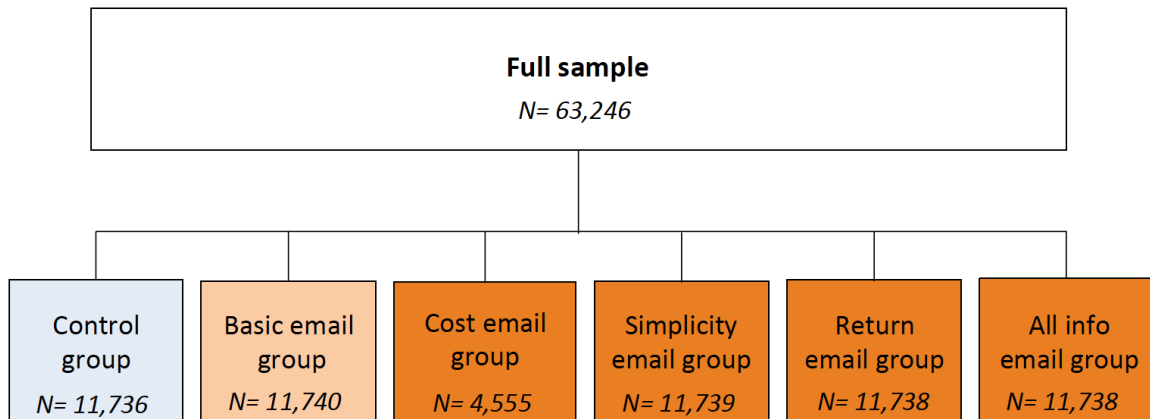 Full sample
N= 63,246
Control
group
N= 11,736
Basic email
group
N= 11,740
Cost email
group
N= 4,555
Simplicity
email group
N= 11,739
Return
email group
N= 11,738
All info
email group
N= 11,738